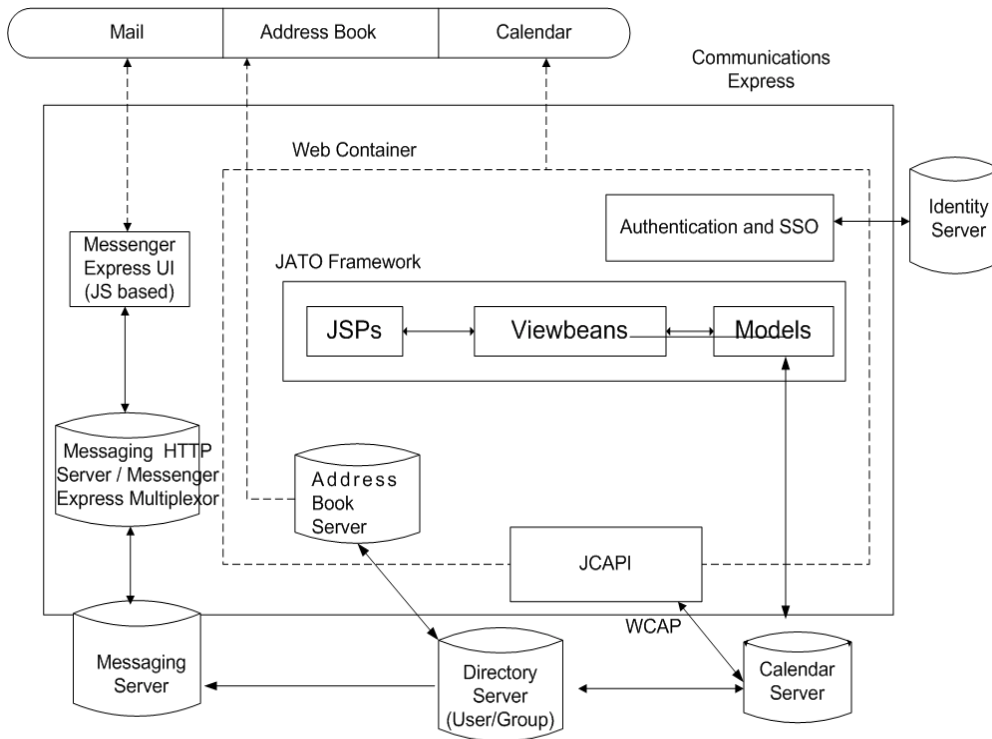 Mail
Address Book
Calendar
Communications
Express
Web Container
Authentication and SSO
Identity
Server
Messenger
Express UI
(JS based)
JATO Framework
JSPs
Viewbeans
Models
Messaging HTTP
Server / Messenger
Express Multiplexor
Address
Book
Server
JCAPI
WCAP
Messaging
Server
Directory
Server
(User/Group)
Calendar
Server